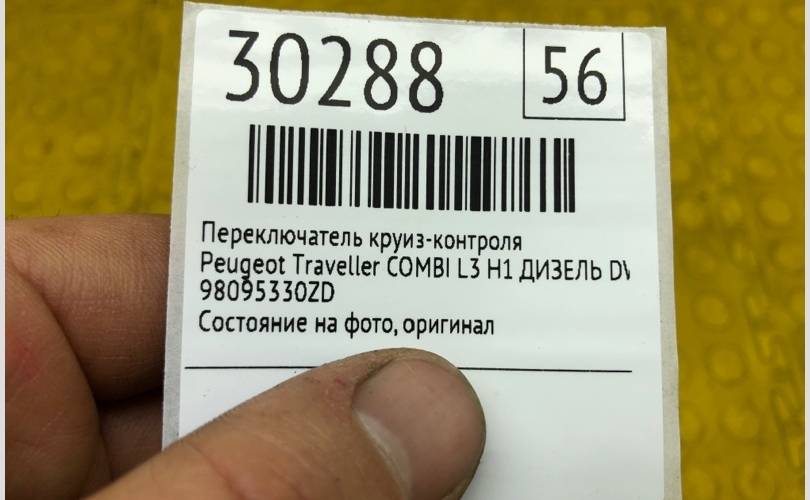 30288
56
Переключатель круиз-контроля
Peugeot Traveller COMBI L3 H1 ДИЗЕЛЬ
98095330ZD
Состояние на фото, оригинал